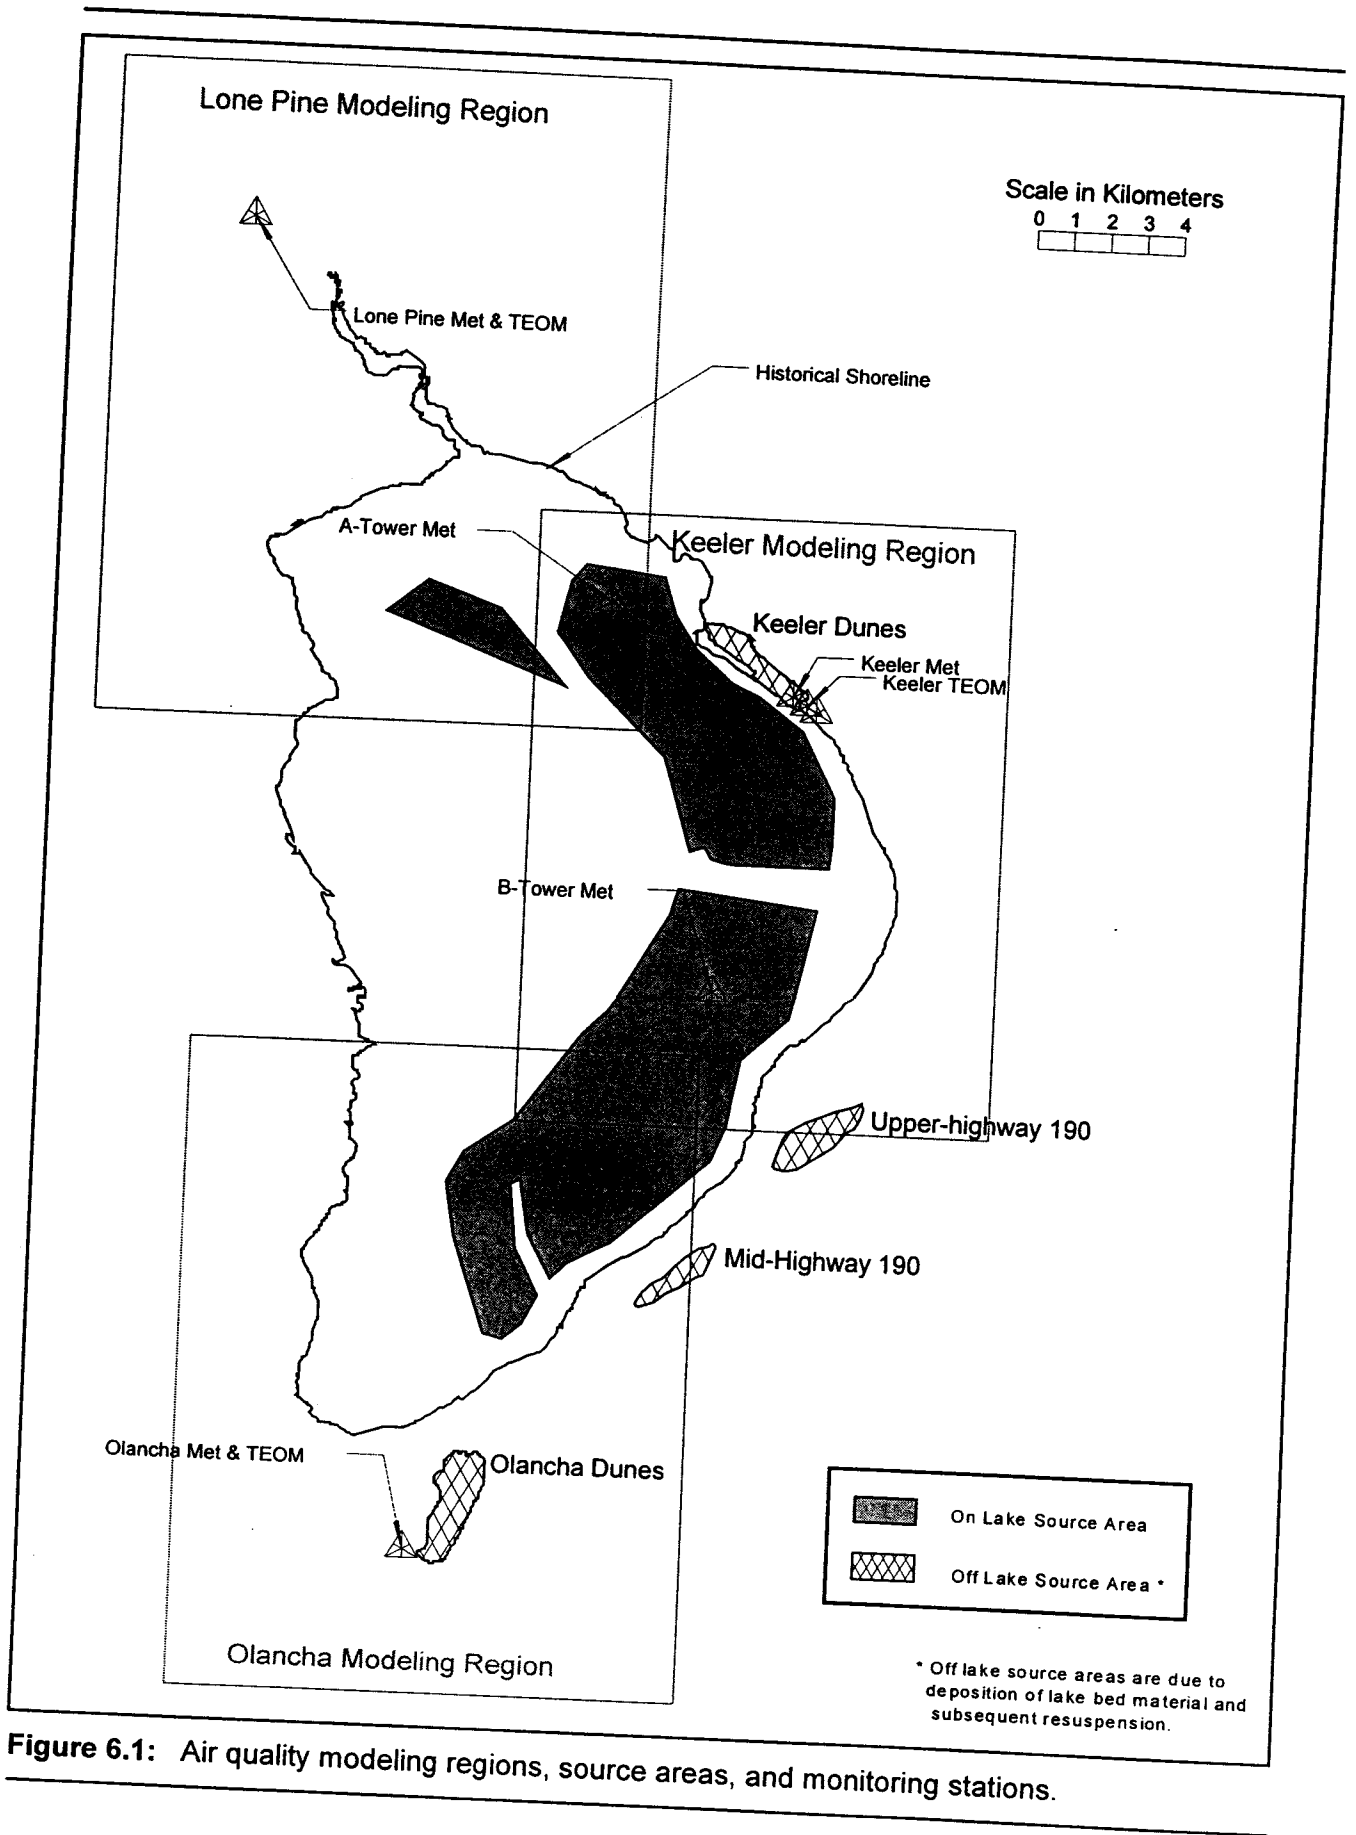 Lone Pine Modeling Region
Scale in Kilometers
0 1 2 3 4
Lone Pine Met & TEOM
Historical Shoreline
A-Tower Met
Keeler Modeling Region
Keeler Dunes
Keeler Met
Keeler TEOM
B-Tower Met
Upper-highway 190
Mid-Highway 190
Olancha Met & TEOM
Olancha Dunes
On Lake Source Area
Off Lake Source Area *
Olancha Modeling Region
* Off lake source areas are due to
deposition of lake bed material and
subsequent resuspension.
Figure 6.1: Air quality modeling regions, source areas, and monitoring stations.